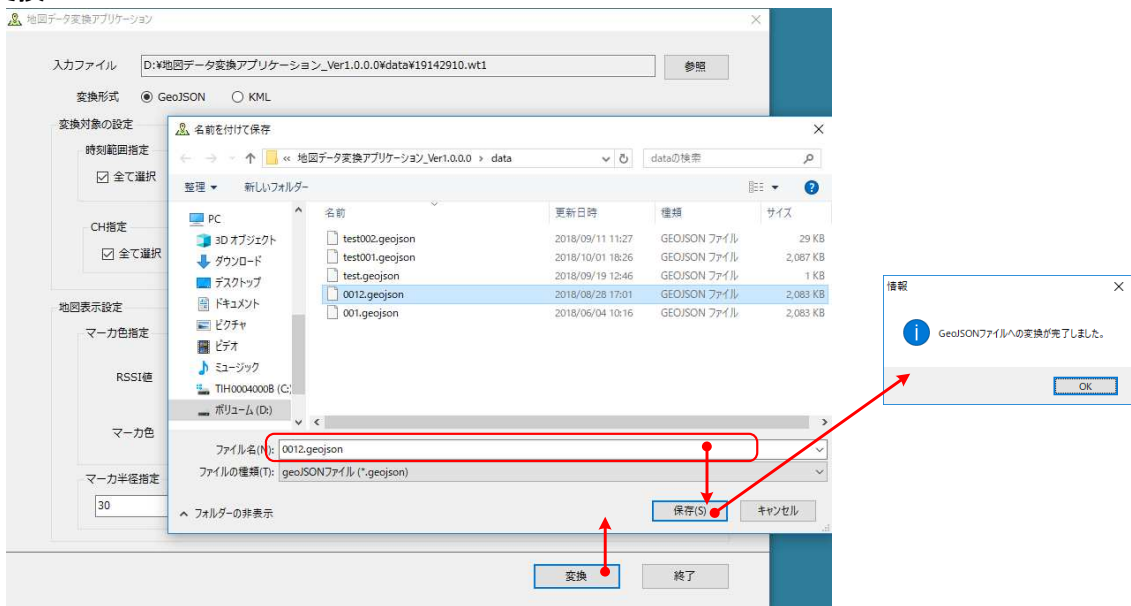 地図データ変換アプリケーション
入力ファイル D:¥地図データ変換アプリケーション_Ver1.0.0.0¥data¥19142910.wt1 参照
変換形式 GeoJSON KML
変換対象の設定
時刻範囲指定
全て選択
CH指定
全て選択
地図表示設定
マーカ色指定
RSSI値
マーカ色
マーカ半径指定
30
名前を付けて保存
« 地図データ変換アプリケーション_Ver1.0.0.0 › data dataの検索
整理 新しいフォルダー
PC
3D オブジェクト
ダウンロード
デスクトップ
ドキュメント
ピクチャ
ビデオ
ミュージック
TIH0004000B (C:)
ボリューム (D:)
名前 更新日時 種類 サイズ
test002.geojson 2018/09/11 11:27 GEOJSON ファイル 29 KB
test001.geojson 2018/10/01 18:26 GEOJSON ファイル 2,087 KB
test.geojson 2018/09/19 12:46 GEOJSON ファイル 1 KB
0012.geojson 2018/08/28 17:01 GEOJSON ファイル 2,083 KB
001.geojson 2018/06/04 10:16 GEOJSON ファイル 2,083 KB
ファイル名(N): 0012.geojson
ファイルの種類(T): geoJSONファイル (*.geojson)
フォルダーの非表示 保存(S) キャンセル
変換 終了
情報
GeoJSONファイルへの変換が完了しました。
OK